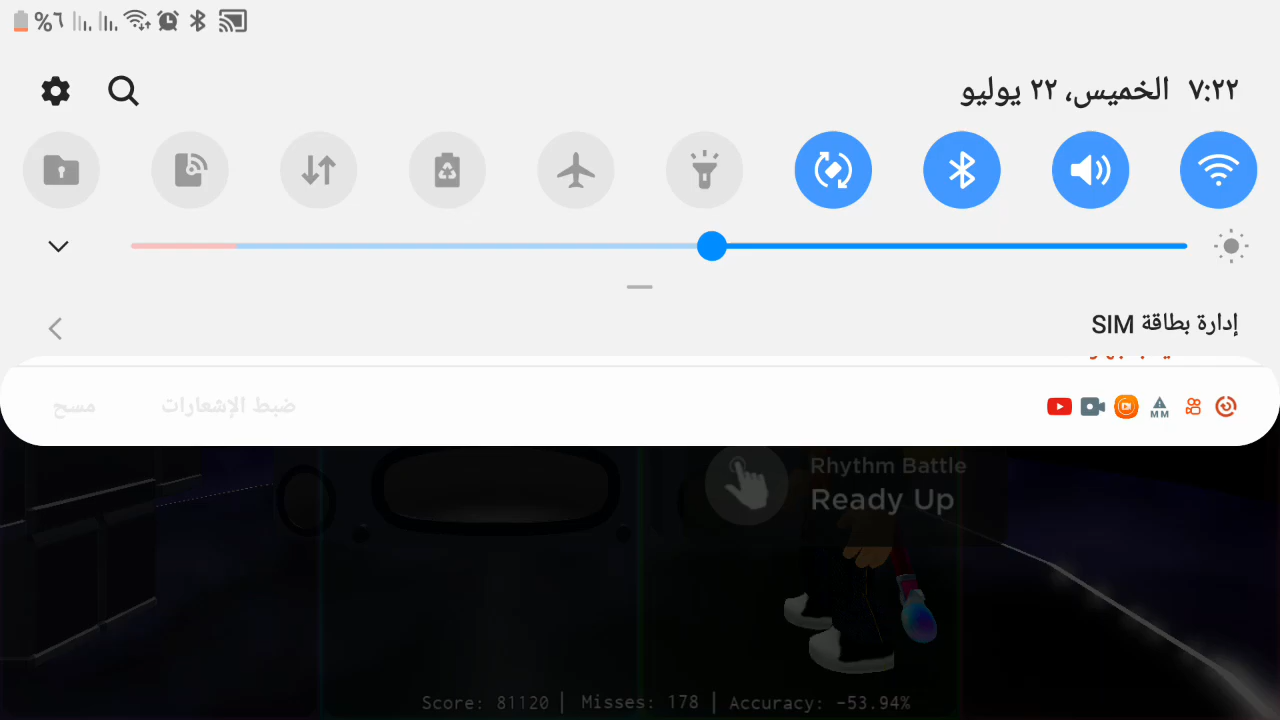 %٦
٧:٢٢ الخميس، ٢٢ يوليو
إدارة بطاقة SIM
مسح
ضبط الإشعارات
MM
Rhythm Battle
Ready Up
Score: 81120 | Misses: 178 | Accuracy: -53.94%